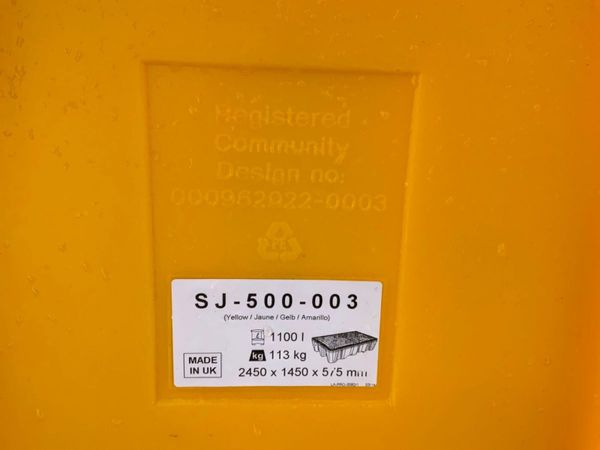 Registered
Community
Design no:
000962922-0003
PE
SJ-500-003
(Yellow / Jaune / Gelb / Amarillo)
1100 l
kg 113 kg
MADE
IN UK
2450 x 1450 x 575 mm